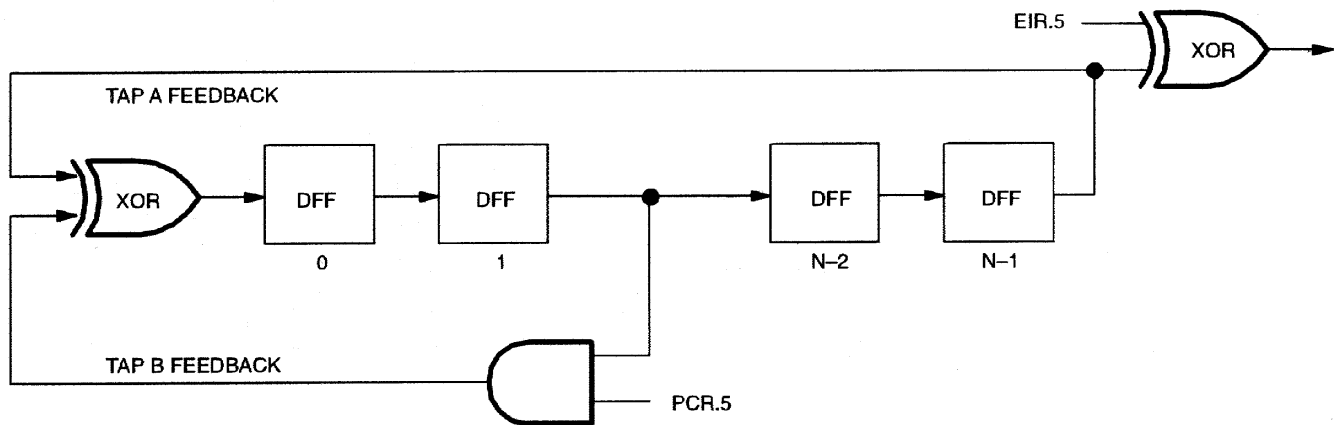 EIR.5
XOR
TAP A FEEDBACK
XOR
DFF
DFF
DFF
DFF
0
1
N–2
N–1
TAP B FEEDBACK
PCR.5